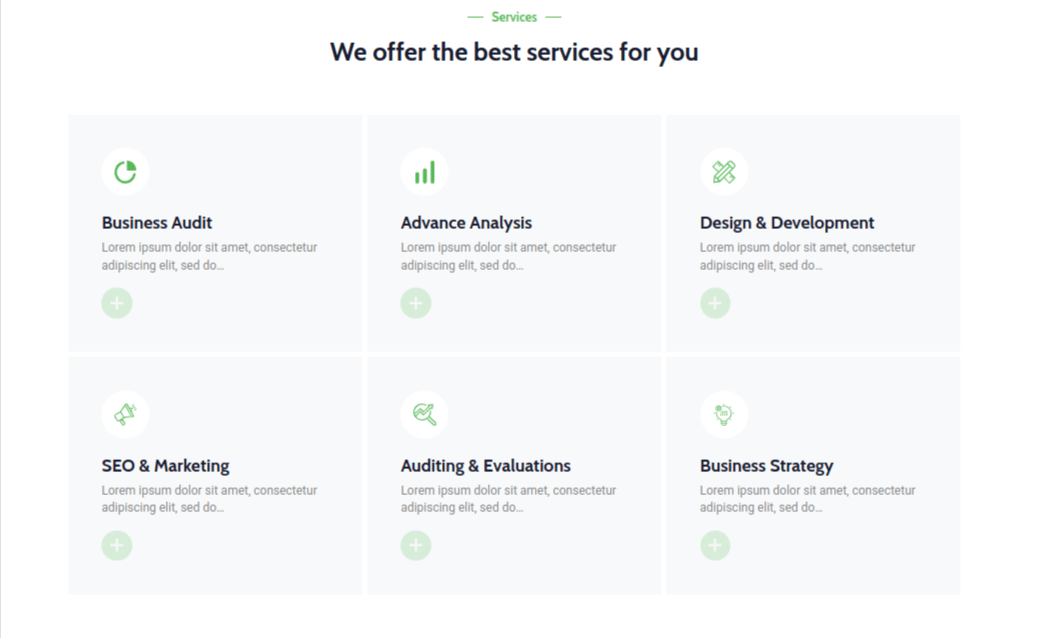 Services
We offer the best services for you
Business Audit
Lorem ipsum dolor sit amet, consectetur
adipiscing elit, sed do...
Advance Analysis
Lorem ipsum dolor sit amet, consectetur
adipiscing elit, sed do...
Design & Development
Lorem ipsum dolor sit amet, consectetur
adipiscing elit, sed do...
SEO & Marketing
Lorem ipsum dolor sit amet, consectetur
adipiscing elit, sed do...
Auditing & Evaluations
Lorem ipsum dolor sit amet, consectetur
adipiscing elit, sed do...
Business Strategy
Lorem ipsum dolor sit amet, consectetur
adipiscing elit, sed do...